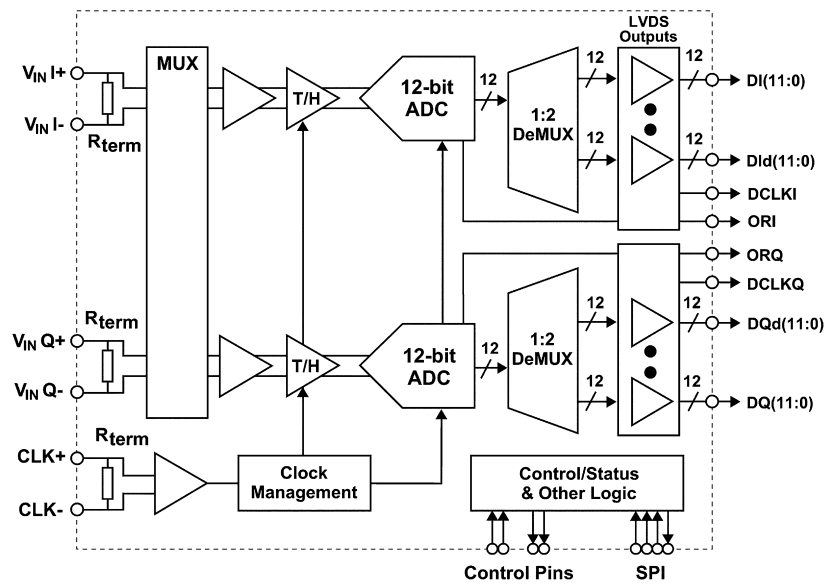 LVDS
Outputs
V_IN I+
V_IN I-
R_term
MUX
T/H
12-bit
ADC
12
1:2
DeMUX
12
12
12
12
DI(11:0)
DId(11:0)
DCLKI
ORI
ORQ
DCLKQ
DQd(11:0)
DQ(11:0)
V_IN Q+
V_IN Q-
R_term
T/H
12-bit
ADC
12
1:2
DeMUX
12
12
12
12
R_term
CLK+
CLK-
Clock
Management
Control/Status
& Other Logic
Control Pins
SPI